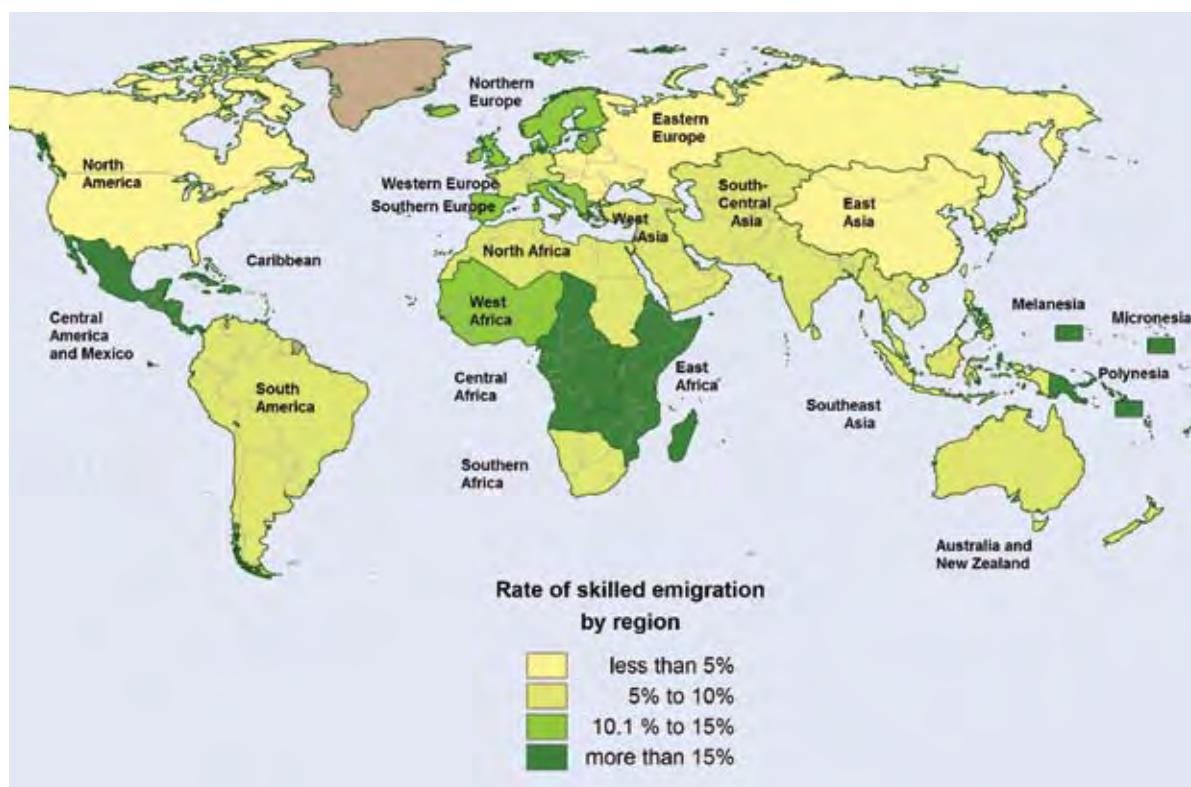 Northern
Europe
Eastern
Europe
North
America
Western Europe
Southern Europe
South-
Central
Asia
East
Asia
West
Asia
North Africa
Caribbean
West
Africa
Melanesia
Micronesia
Central
America
and Mexico
Polynesia
Central
Africa
East
Africa
South
America
Southeast
Asia
Southern
Africa
Australia and
New Zealand
Rate of skilled emigration
by region
less than 5%
5% to 10%
10.1 % to 15%
more than 15%